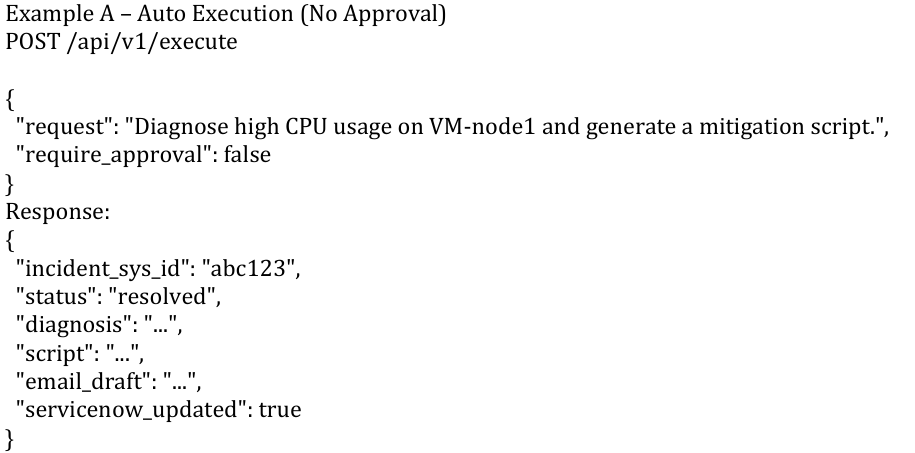 Example A – Auto Execution (No Approval)
POST /api/v1/execute

{
  "request": "Diagnose high CPU usage on VM-node1 and generate a mitigation script.",
  "require_approval": false
}
Response:
{
  "incident_sys_id": "abc123",
  "status": "resolved",
  "diagnosis": "...",
  "script": "...",
  "email_draft": "...",
  "servicenow_updated": true
}